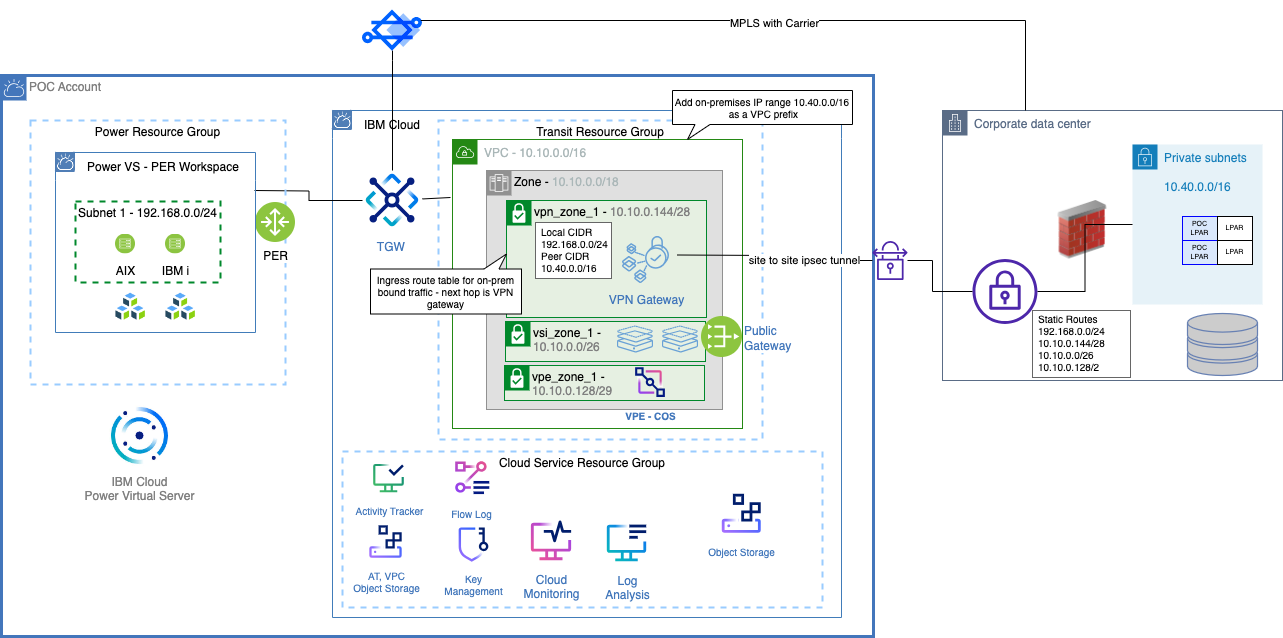 MPLS with Carrier
POC Account
Power Resource Group
Power VS - PER Workspace
Subnet 1 - 192.168.0.0/24
AIX
IBM i
PER
IBM Cloud
Power Virtual Server
IBM Cloud
TGW
Transit Resource Group
Add on-premises IP range 10.40.0.0/16
as a VPC prefix
VPC - 10.10.0.0/16
Zone - 10.10.0.0/18
vpn_zone_1 - 10.10.0.144/28
Local CIDR
192.168.0.0/24
Peer CIDR
10.40.0.0/16
VPN Gateway
Ingress route table for on-prem
bound traffic - next hop is VPN
gateway
vsi_zone_1 -
10.10.0.0/26
Public
Gateway
vpe_zone_1 -
10.10.0.128/29
VPE - COS
site to site ipsec tunnel
Cloud Service Resource Group
Activity Tracker
Flow Log
AT, VPC
Object Storage
Key
Management
Cloud
Monitoring
Log
Analysis
Object Storage
Corporate data center
Private subnets
10.40.0.0/16
POC
LPAR
LPAR
POC
LPAR
LPAR
Static Routes
192.168.0.0/24
10.10.0.144/28
10.10.0.0/26
10.10.0.128/2